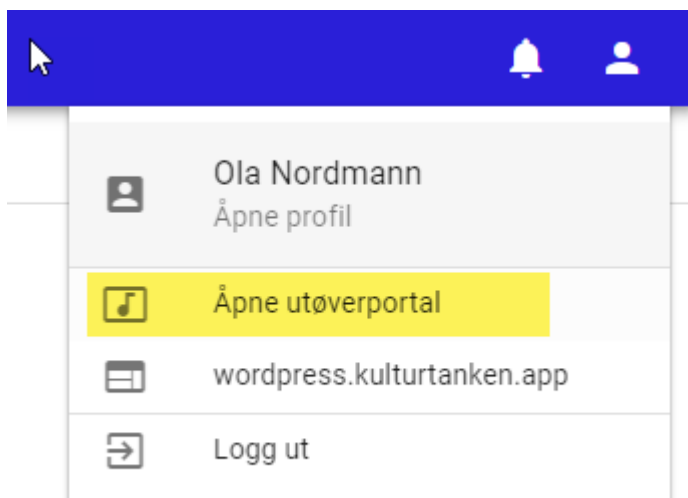 Ola Nordmann
Åpne profil
Åpne utøverportal
wordpress.kulturtanken.app
Logg ut